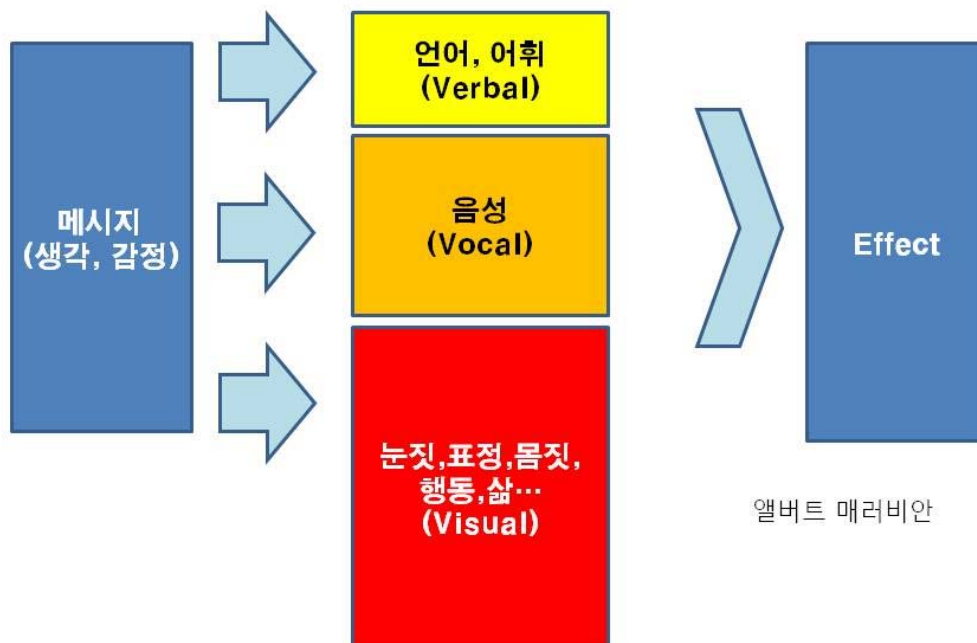 메시지
(생각, 감정)
언어, 어휘
(Verbal)
음성
(Vocal)
눈짓,표정,몸짓,
행동,삶…
(Visual)
Effect
앨버트 매러비안